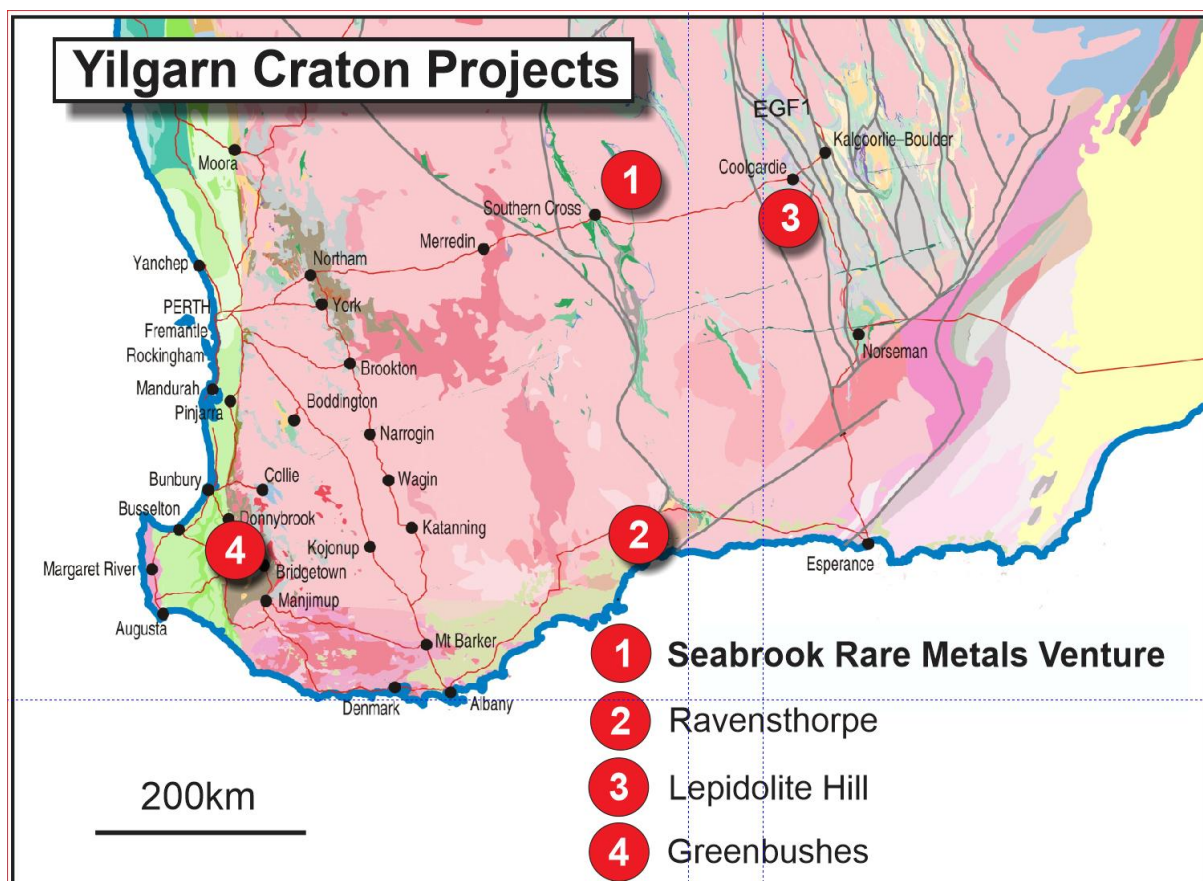 Yilgarn Craton Projects
EGF1
Kalgoorlie-Boulder
Moora
Coolgardie
1
3
Southern Cross
Merredin
Yanchep
Northam
PERTH
York
Fremantle
Rockingham
Norseman
Brookton
Mandurah
Pinjarra
Boddington
Narrogin
Bunbury
Collie
Wagin
Busselton
Donnybrook
Katanning
2
4
Kojonup
Margaret River
Bridgetown
Esperance
Manjimup
Augusta
Mt Barker
1 Seabrook Rare Metals Venture
Denmark
Albany
2 Ravensthorpe
3 Lepidolite Hill
200km
4 Greenbushes